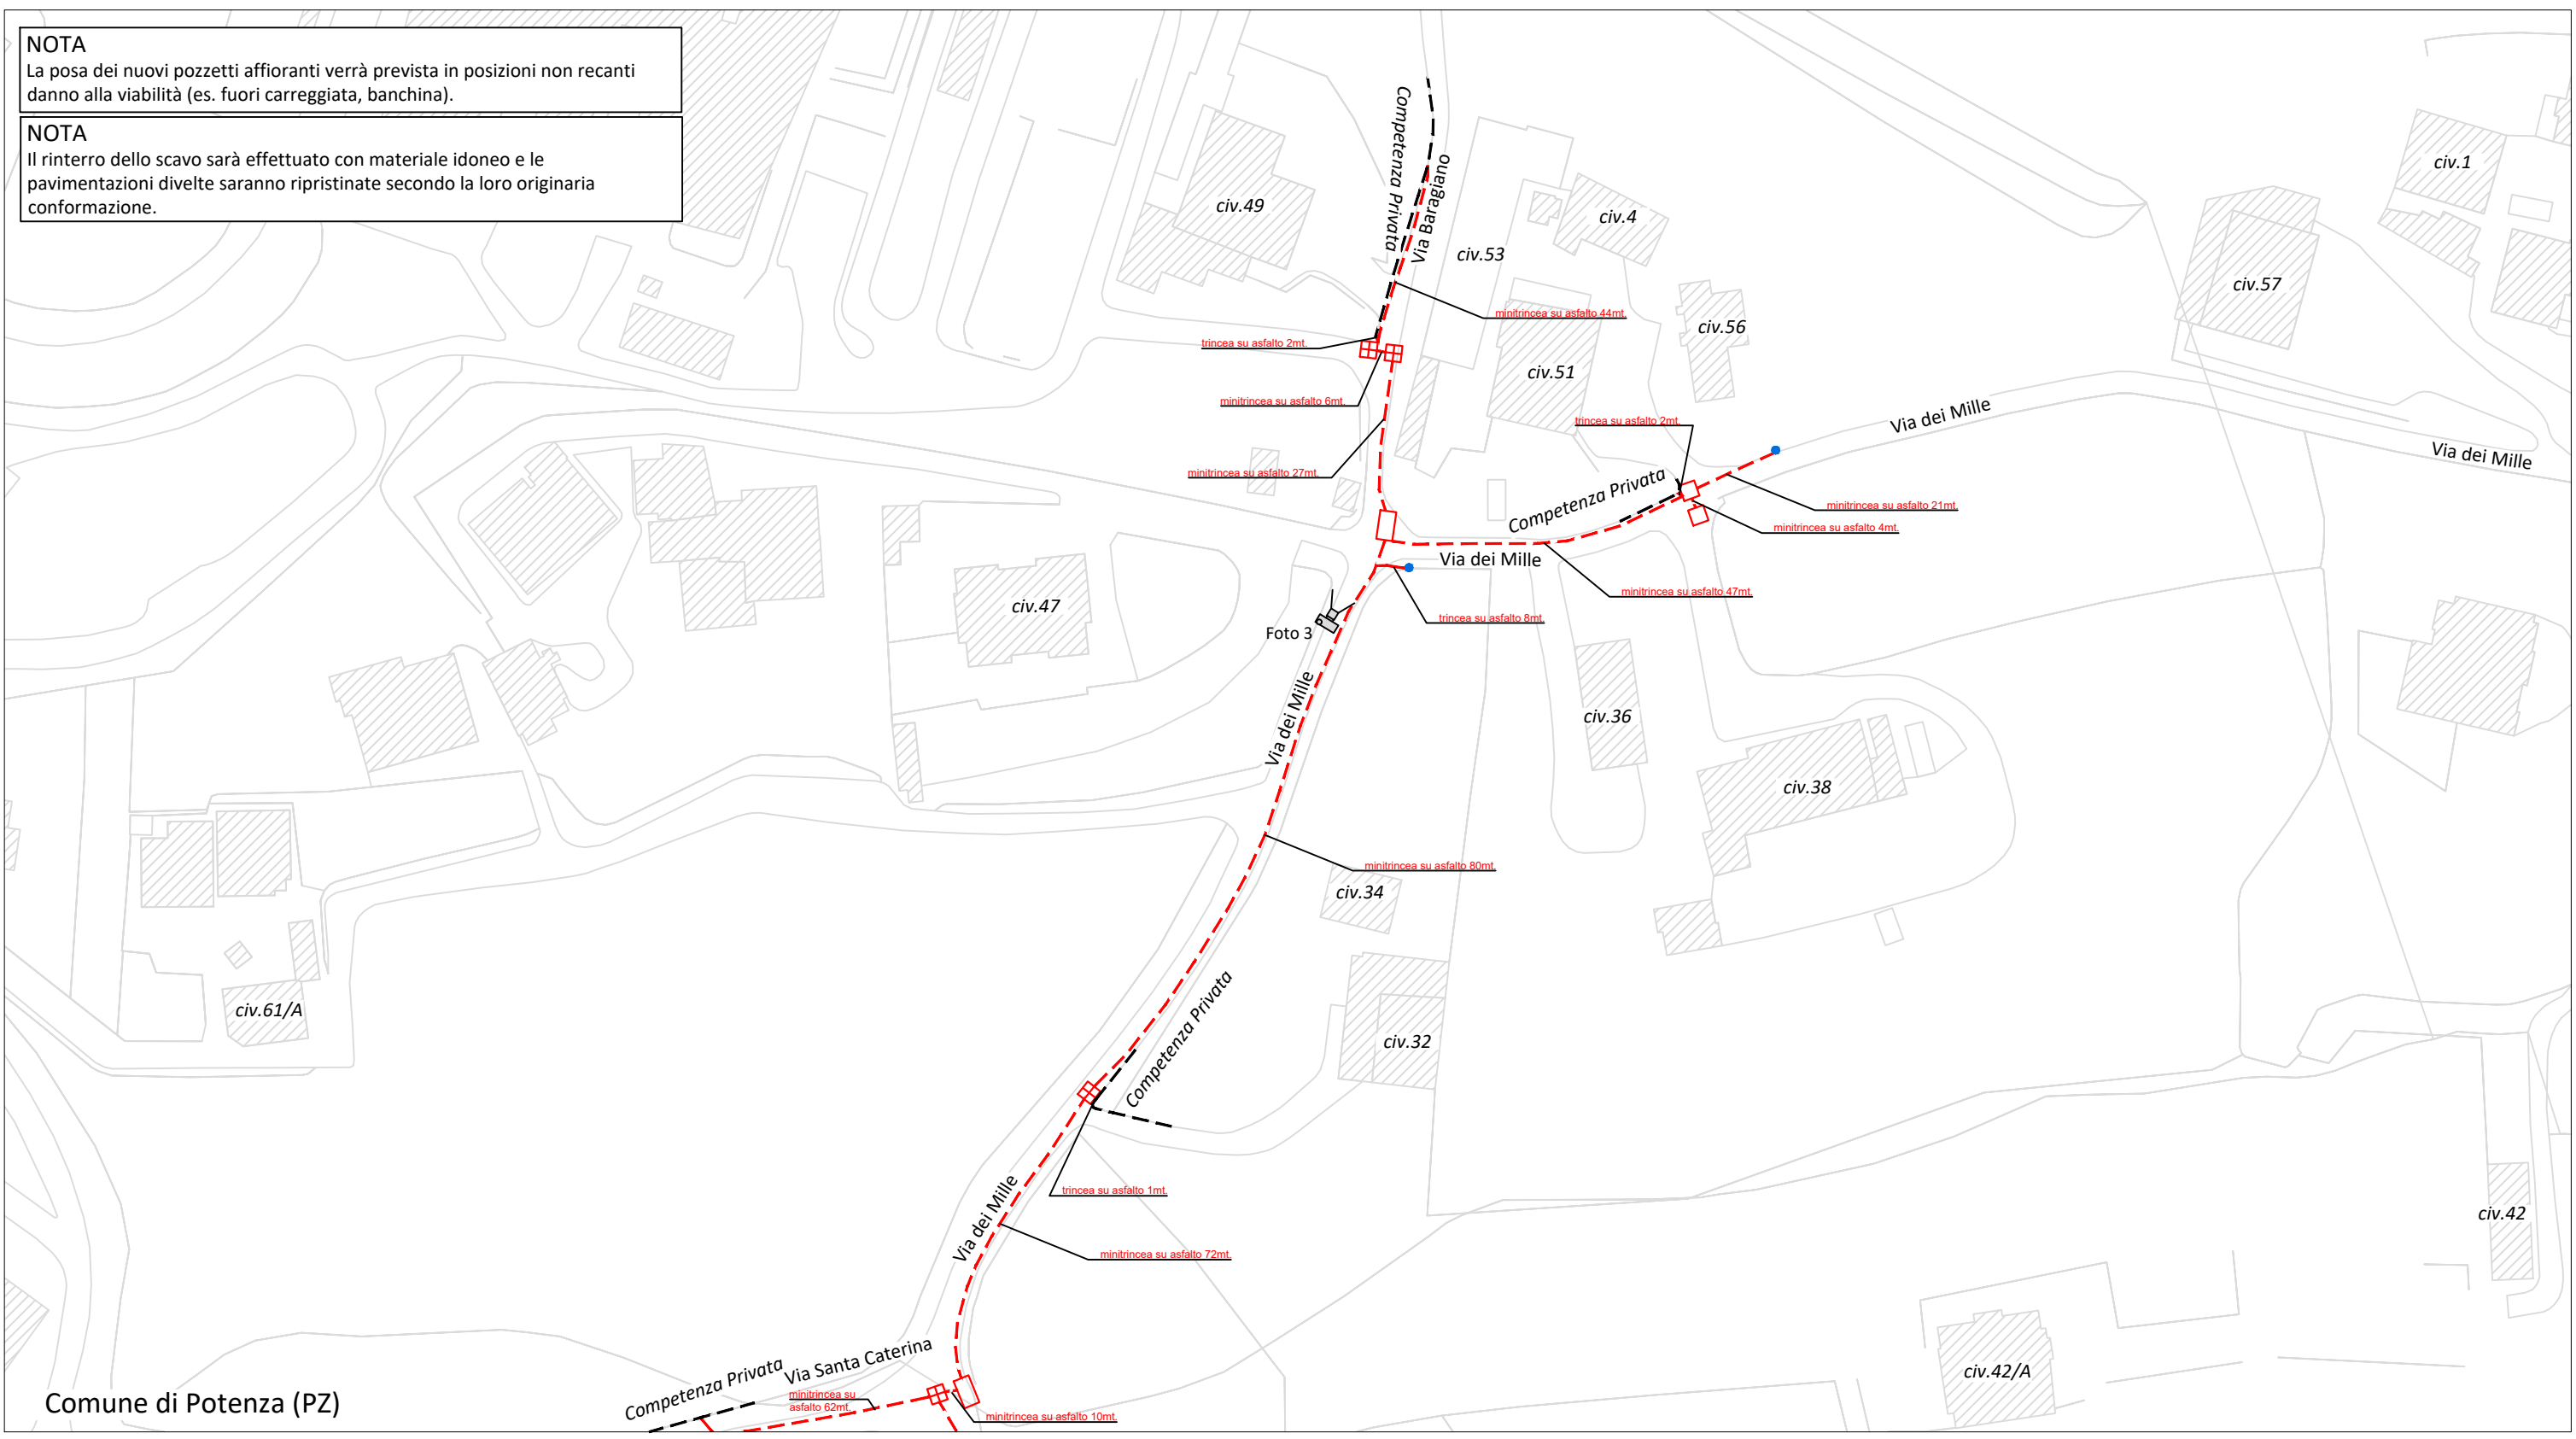 NOTA
La posa dei nuovi pozzetti affioranti verrà prevista in posizioni non recanti
danno alla viabilità (es. fuori carreggiata, banchina).
NOTA
Il rinterro dello scavo sarà effettuato con materiale idoneo e le
pavimentazioni divelte saranno ripristinate secondo la loro originaria
conformazione.
Competenza Privata
Via Baragiano
civ.49
civ.4
civ.53
civ.1
civ.57
civ.56
civ.51
minitrincea su asfalto 44mt.
trincea su asfalto 2mt.
minitrincea su asfalto 6mt.
minitrincea su asfalto 27mt.
trincea su asfalto 2mt.
Via dei Mille
Via dei Mille
Competenza Privata
minitrincea su asfalto 21mt.
minitrincea su asfalto 4mt.
Via dei Mille
minitrincea su asfalto 47mt.
trincea su asfalto 8mt.
civ.47
Foto 3
Via dei Mille
civ.36
civ.38
minitrincea su asfalto 80mt.
civ.34
civ.61/A
civ.32
Competenza Privata
trincea su asfalto 1mt.
Via dei Mille
minitrincea su asfalto 72mt.
civ.42
civ.42/A
Competenza Privata
Via Santa Caterina
minitrincea su
asfalto 62mt.
minitrincea su asfalto 10mt.
Comune di Potenza (PZ)